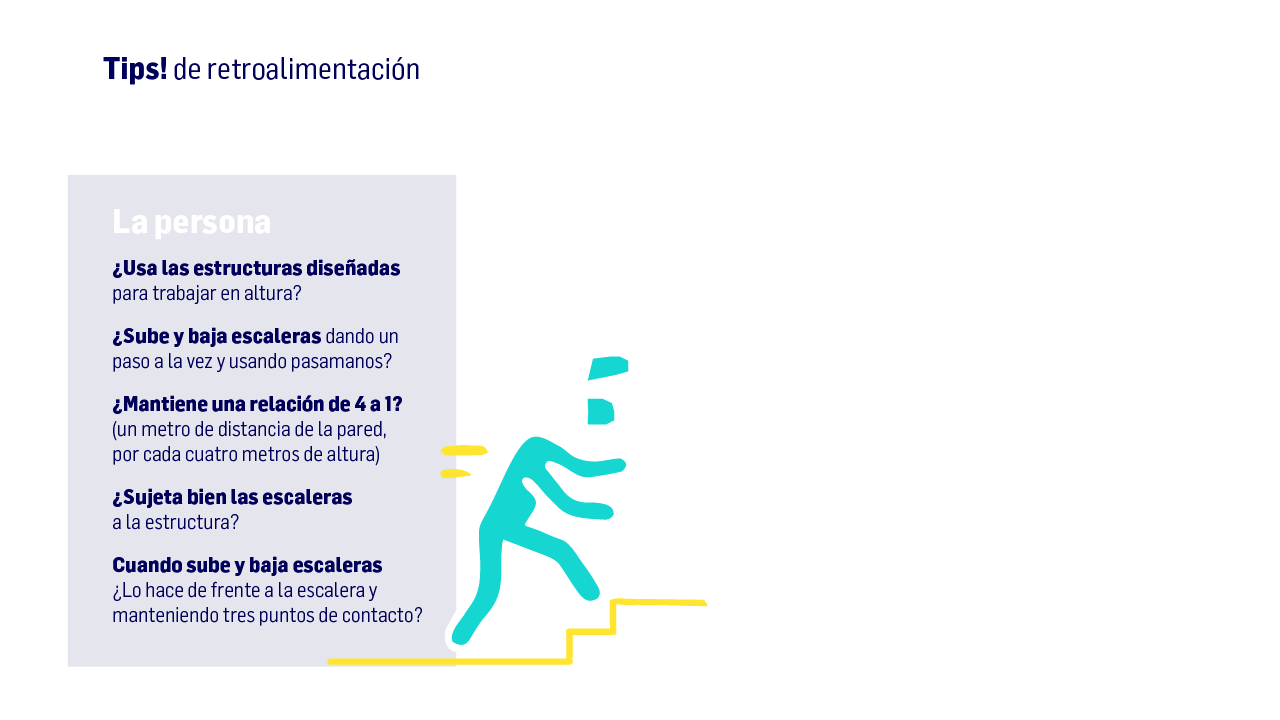 Tips! de retroalimentación
La persona
¿Usa las estructuras diseñadas
para trabajar en altura?
¿Sube y baja escaleras dando un
paso a la vez y usando pasamanos?
¿Mantiene una relación de 4 a 1?
(un metro de distancia de la pared,
por cada cuatro metros de altura)
¿Sujeta bien las escaleras
a la estructura?
Cuando sube y baja escaleras
¿Lo hace de frente a la escalera y
manteniendo tres puntos de contacto?